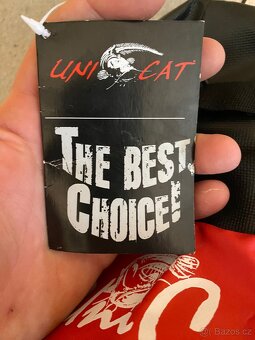 UNI CAT
THE BEST
CHOICE!
© Bazos.cz